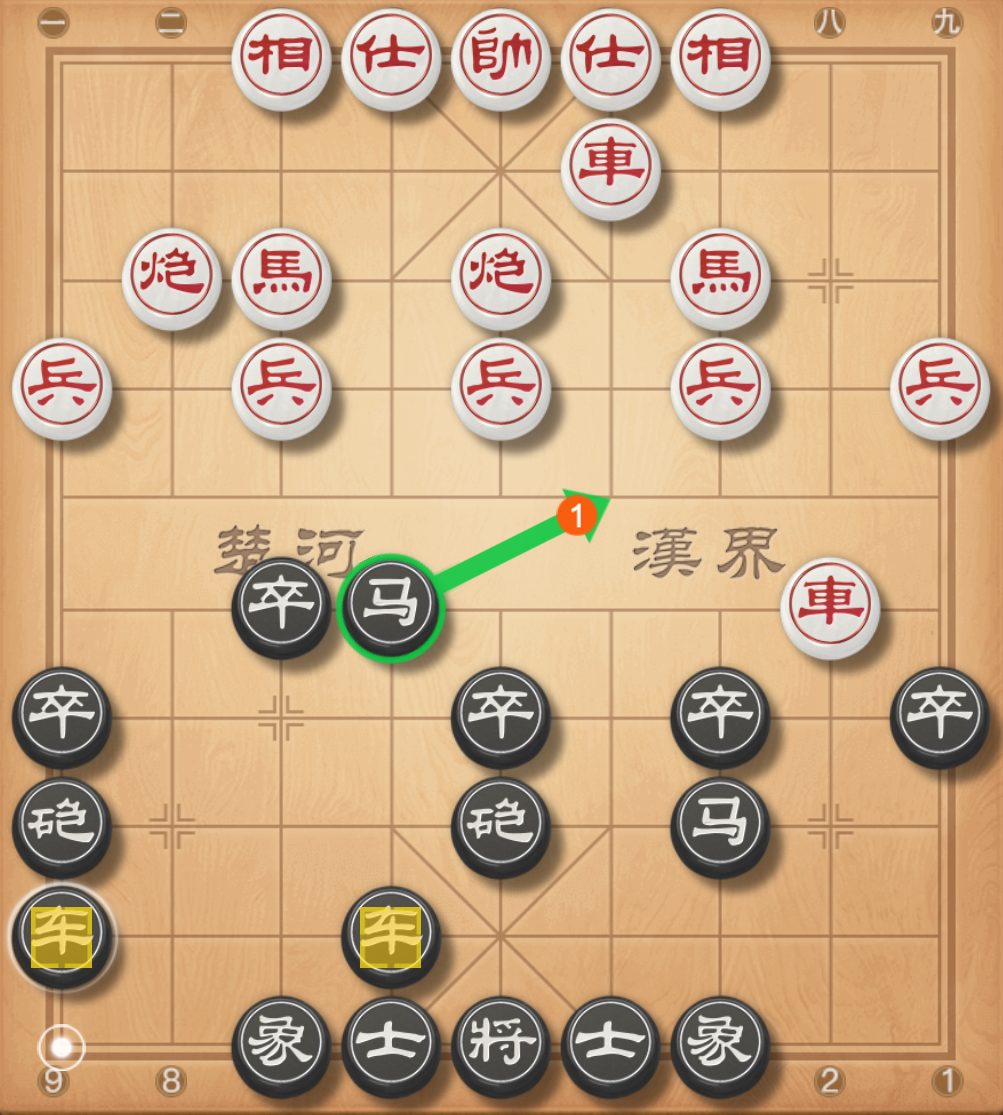 一 二 八 九
相 仕 帥 仕 相
車
炮 馬 炮 馬
兵 兵 兵 兵 兵
1
楚河 漢界
卒 马 車
卒 卒 卒 卒
砲 砲 马
车 车
象 士 将 士 象
9 8 2 1